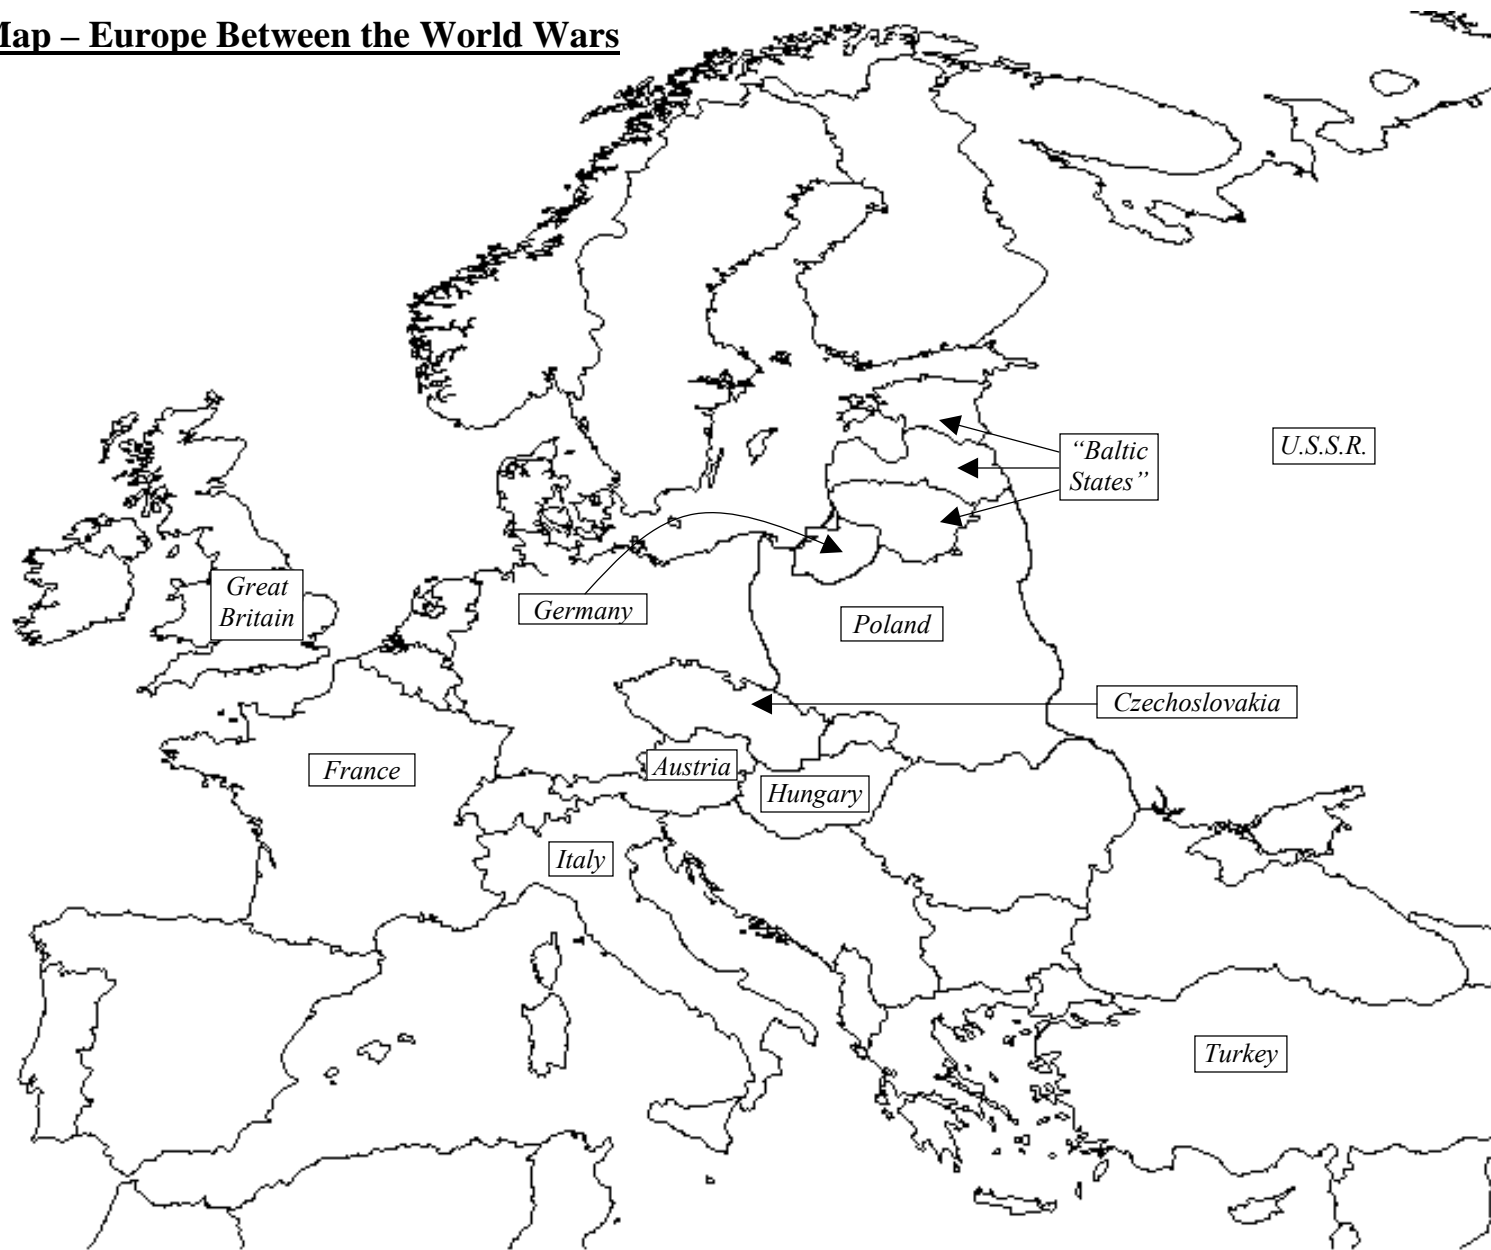 Map – Europe Between the World Wars
“Baltic
States”
U.S.S.R.
Great
Britain
Germany
Poland
Czechoslovakia
France
Austria
Hungary
Italy
Turkey